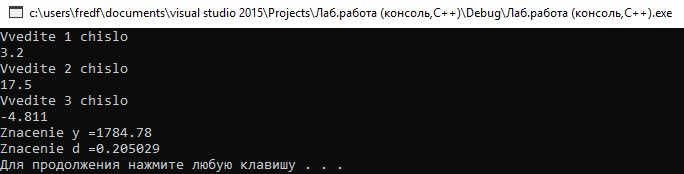 c:\users\fredf\documents\visual studio 2015\Projects\Лаб.работа (консоль,С++)\Debug\Лаб.работа (консоль,С++).exe
Vvedite 1 chislo
3.2
Vvedite 2 chislo
17.5
Vvedite 3 chislo
-4.811
Znacenie y =1784.78
Znacenie d =0.205029
Для продолжения нажмите любую клавишу . . .